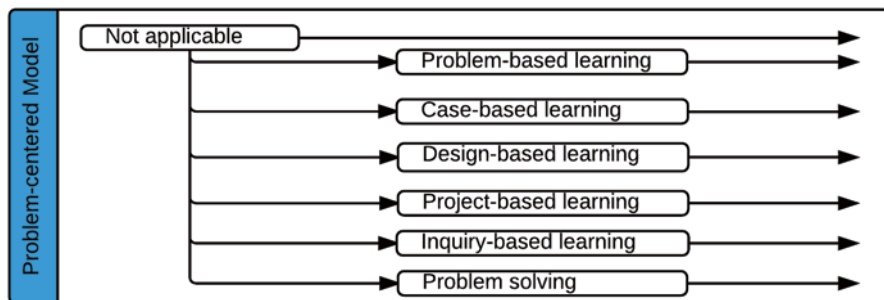 Problem-centered Model
Not applicable
Problem-based learning
Case-based learning
Design-based learning
Project-based learning
Inquiry-based learning
Problem solving